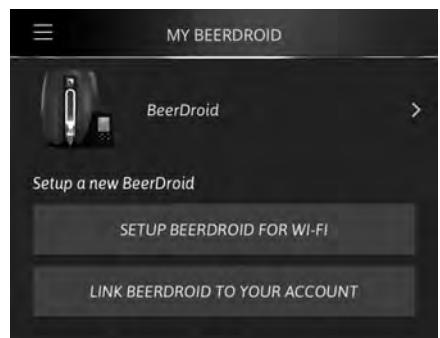 MY BEERDROID
BeerDroid
Setup a new BeerDroid
SETUP BEERDROID FOR WI-FI
LINK BEERDROID TO YOUR ACCOUNT